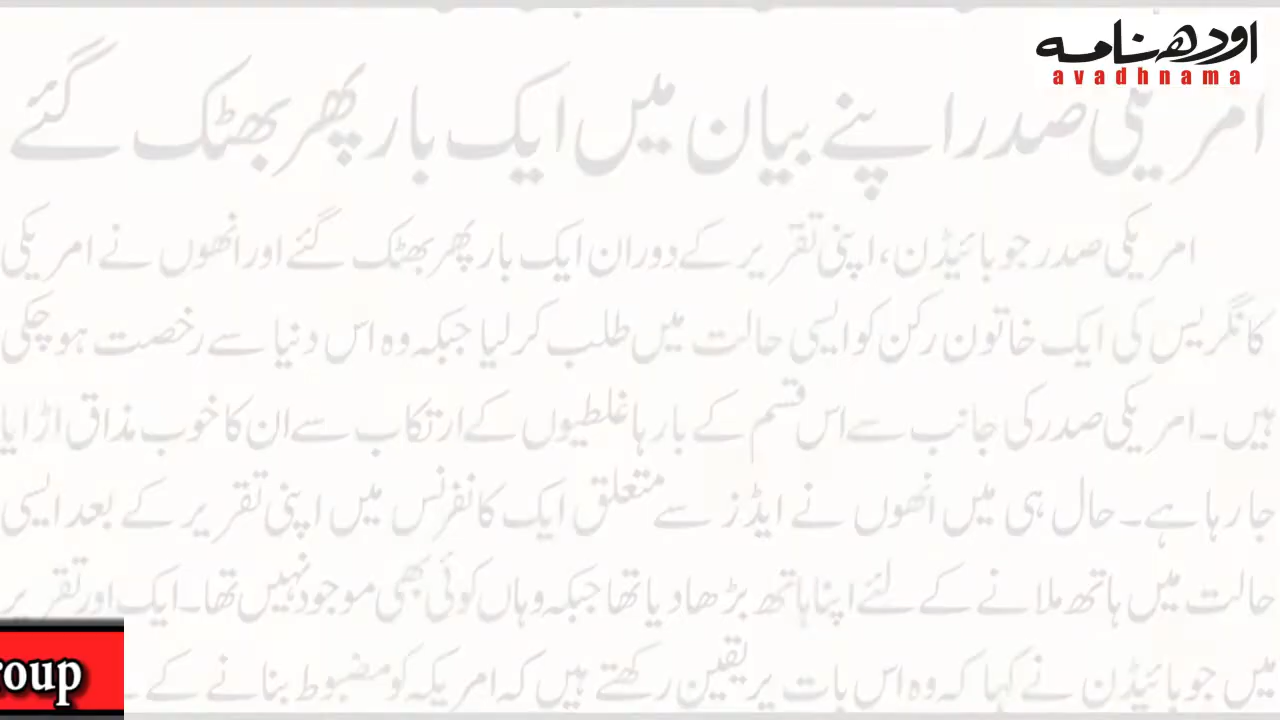 اودھ نامہ
avadhnama
امریکی صدر اپنے بیان میں ایک بار پھر بھٹک گئے
امریکی صدر جو بائیڈن، اپنی تقریر کے دوران ایک بار پھر بھٹک گئے اور انھوں نے امریکی
کانگریس کی ایک خاتون رکن کو ایسی حالت میں طلب کر لیا جبکہ وہ اس دنیا سے رخصت ہو چکی
ہیں۔ امریکی صدر کی جانب سے اس قسم کے بارہا غلطیوں کے ارتکاب سے ان کا خوب مذاق اڑایا
جا رہا ہے۔ حال ہی میں انھوں نے ایڈز سے متعلق ایک کانفرنس میں اپنی تقریر کے بعد ایسی
حالت میں ہاتھ ملانے کے لئے اپنا ہاتھ بڑھا دیا تھا جبکہ وہاں کوئی بھی موجود نہیں تھا۔ ایک اور تقریر
میں جو بائیڈن نے کہا کہ وہ اس بات پر یقین رکھتے ہیں کہ امریکہ کو مضبوط بنانے کے
roup